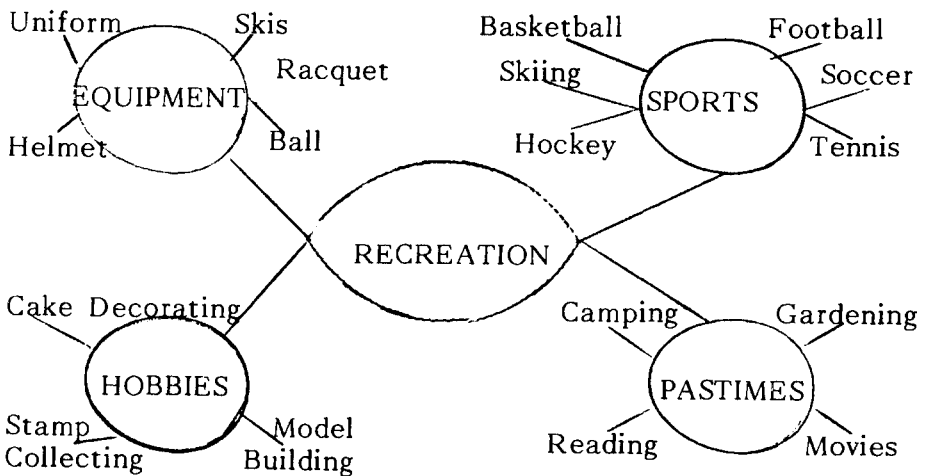 Uniform
Skis
Racquet
EQUIPMENT
Helmet
Ball
Basketball
Football
Skiing
Soccer
SPORTS
Hockey
Tennis
RECREATION
Cake Decorating
HOBBIES
Stamp
Collecting
Model
Building
Camping
Gardening
PASTIMES
Reading
Movies